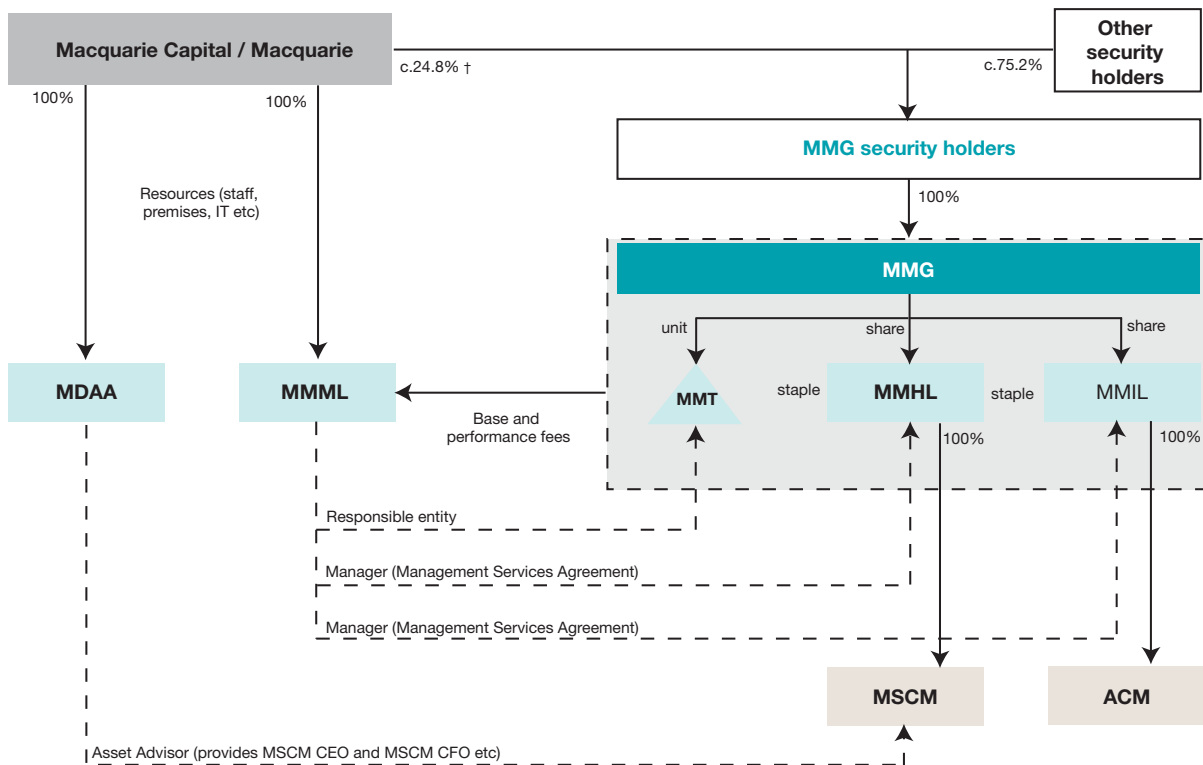 Macquarie Capital / Macquarie
Other
security
holders
c.24.8% †
c.75.2%
100%
100%
MMG security holders
Resources (staff,
premises, IT etc)
100%
MMG
unit
share
share
MDAA
MMML
MMT
staple
MMHL
staple
MMIL
Base and
performance fees
100%
100%
Responsible entity
Manager (Management Services Agreement)
Manager (Management Services Agreement)
MSCM
ACM
Asset Advisor (provides MSCM CEO and MSCM CFO etc)